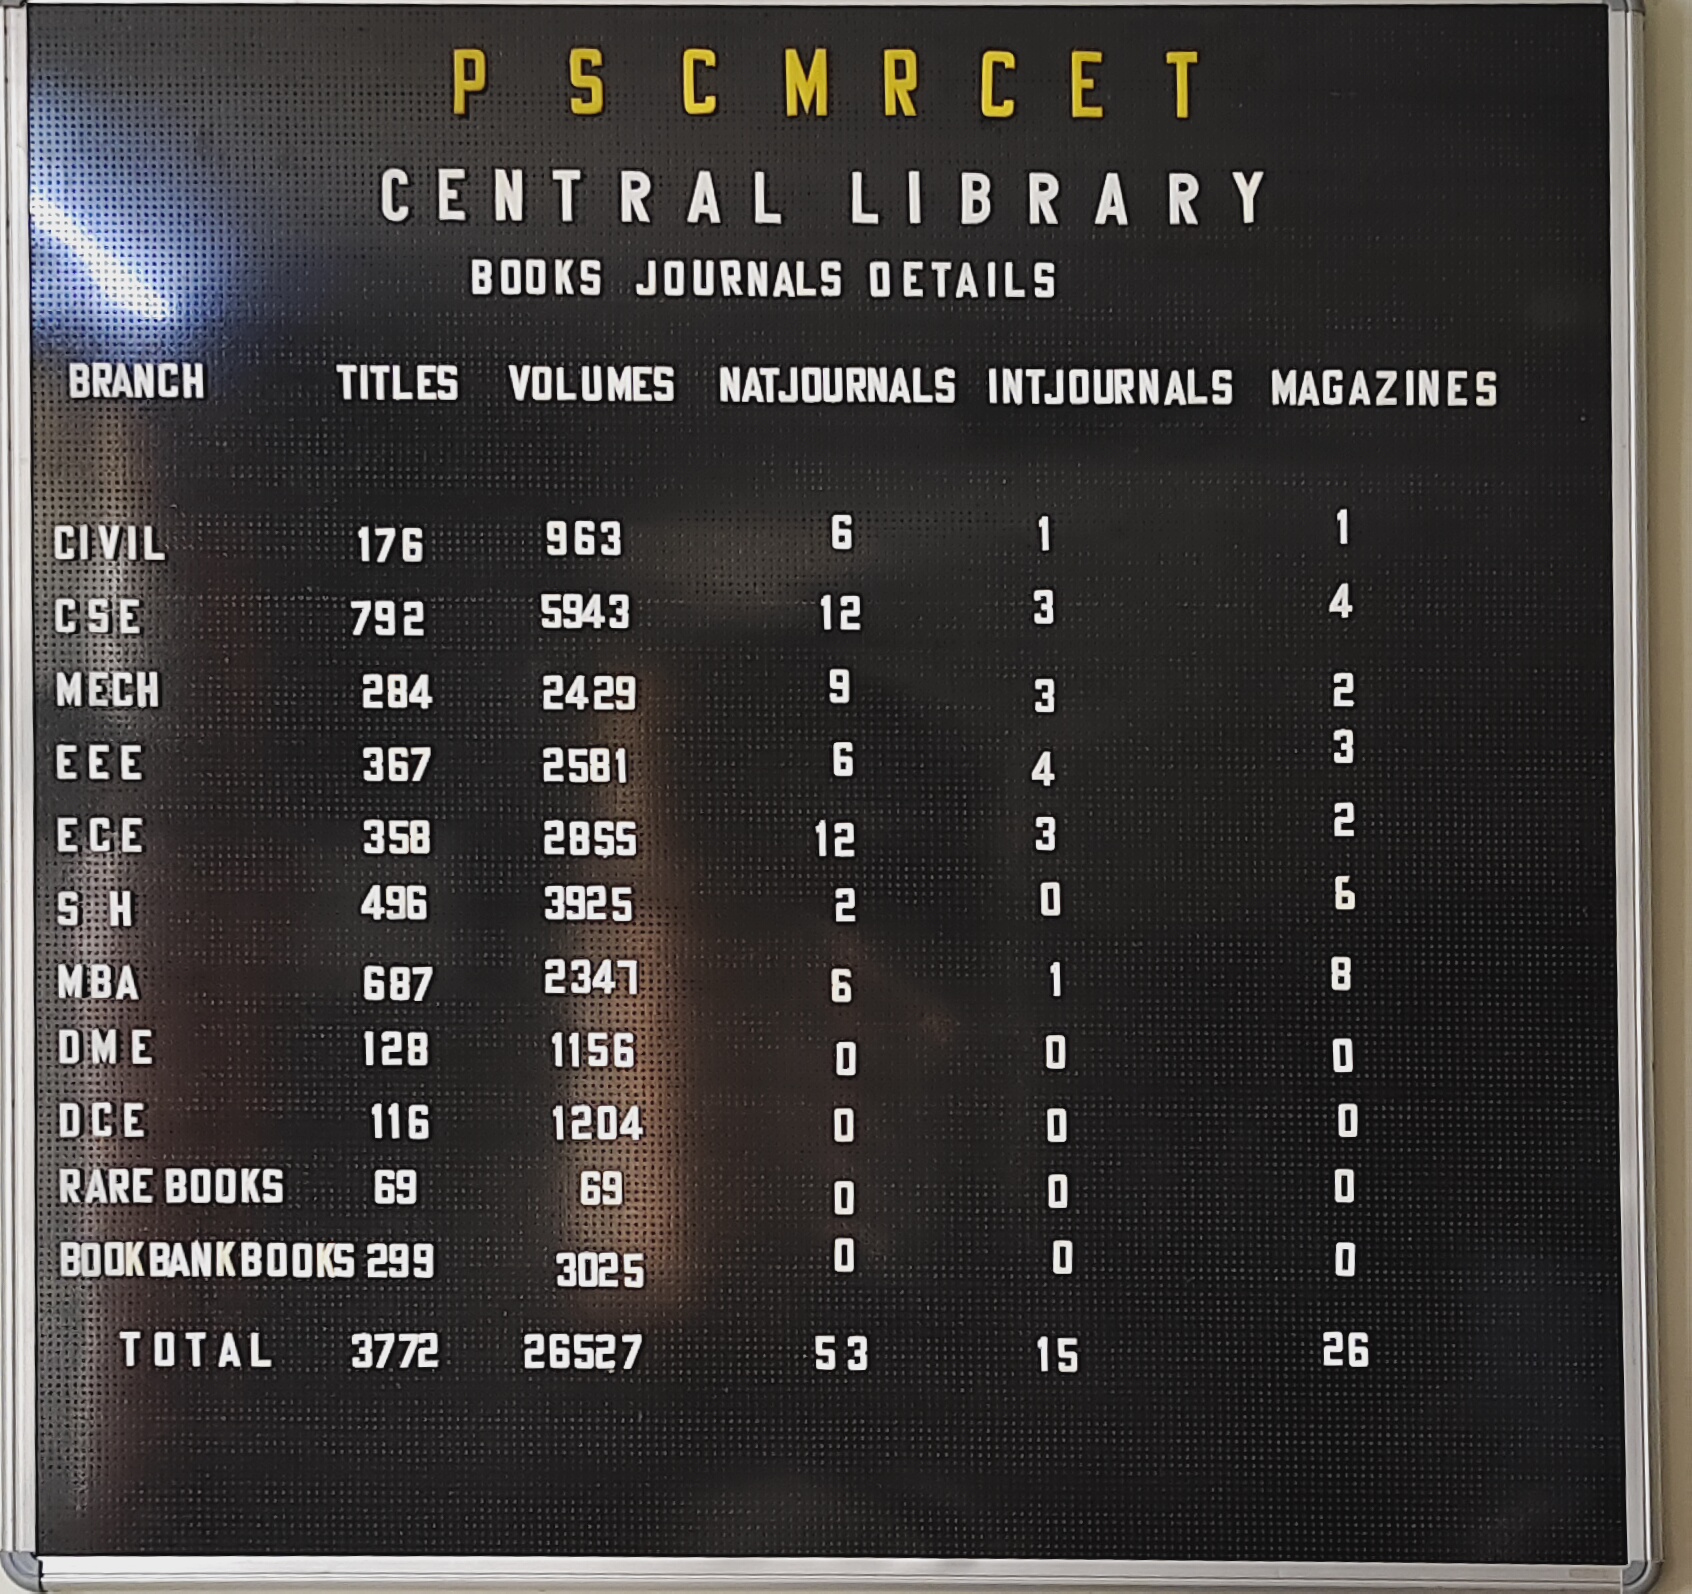 PSCMRCET
CENTRAL LIBRARY
BOOKS JOURNALS DETAILS
BRANCH TITLES VOLUMES NATJOURNALS INTJOURNALS MAGAZINES
CIVIL 176 963 6 1 1
CSE 792 5943 12 3 4
MECH 284 2429 9 3 2
EEE 367 2581 6 4 3
ECE 358 2855 12 3 2
S H 496 3925 2 0 6
MBA 687 2347 6 1 8
DME 128 1156 0 0 0
DCE 116 1204 0 0 0
RARE BOOKS 69 69 0 0 0
BOOKBANKBOOKS 299 3025 0 0 0
TOTAL 3772 26527 53 15 26